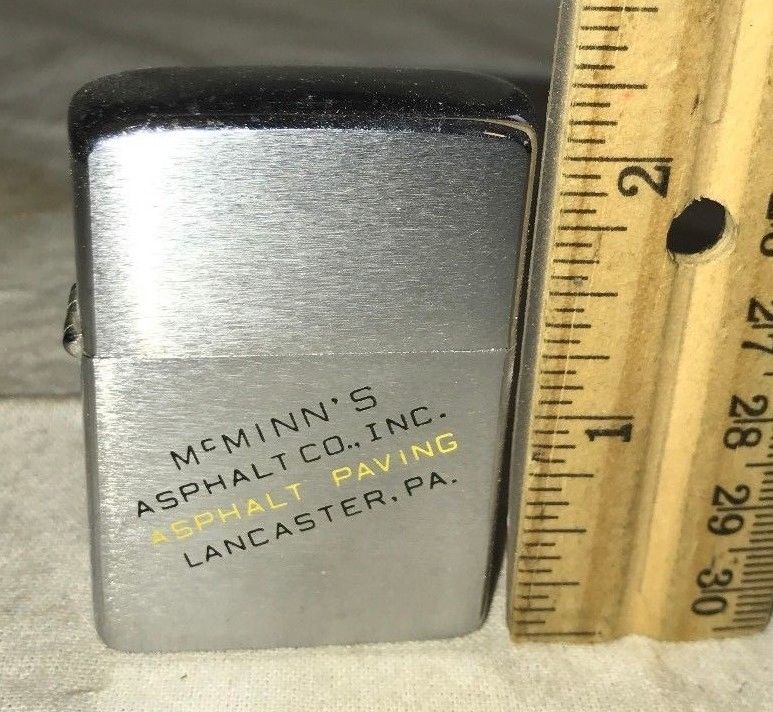 McMINN'S
ASPHALT CO., INC.
ASPHALT PAVING
LANCASTER, PA.
2
1
27
28
29
30